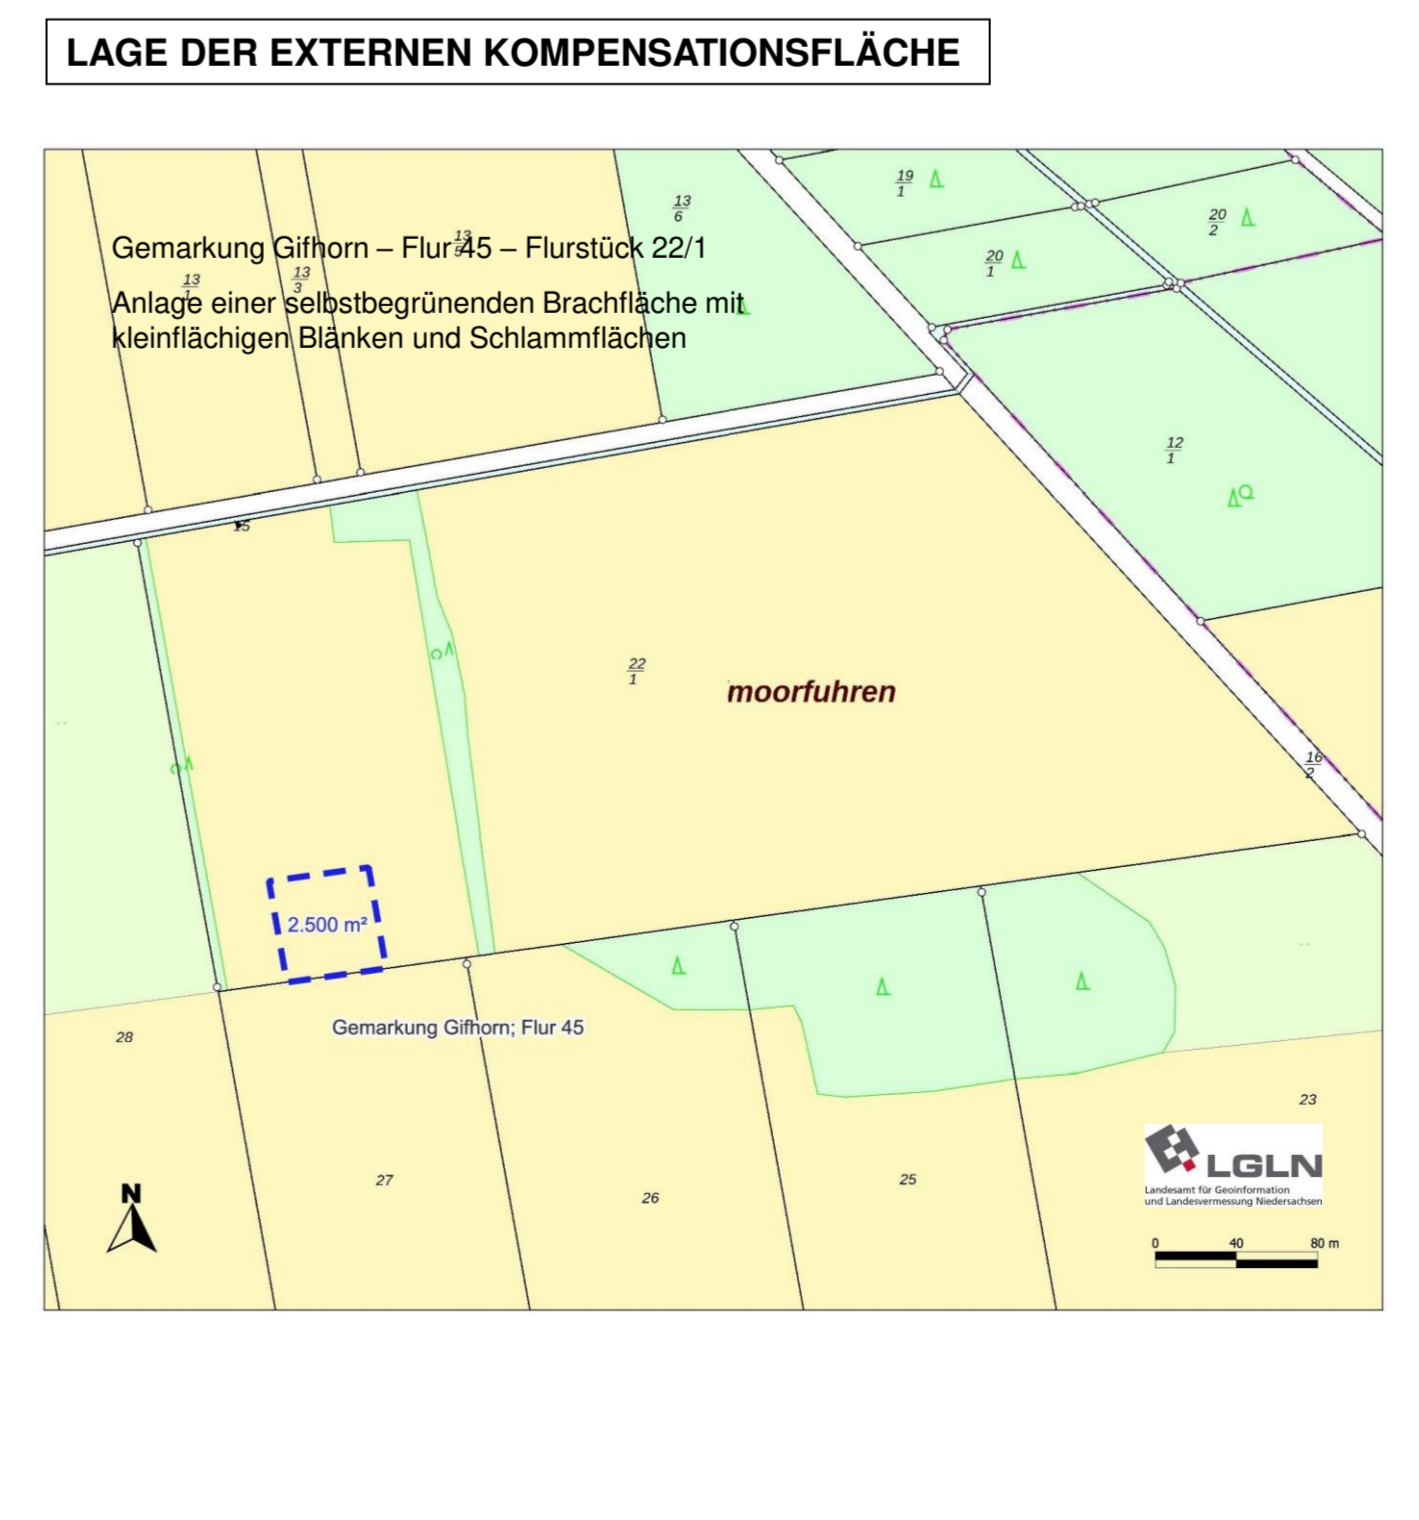 LAGE DER EXTERNEN KOMPENSATIONSFLÄCHE
13
6
19
1
20
2
20
1
13
5
Gemarkung Gifhorn – Flur 45 – Flurstück 22/1
13
1
13
3
Anlage einer selbstbegrünenden Brachfläche mit
kleinflächigen Blänken und Schlammflächen
12
1
15
22
1
moorfuhren
16
2
2.500 m²
Gemarkung Gifhorn; Flur 45
28
23
27
26
25
LGLN
Landesamt für Geoinformation
und Landesvermessung Niedersachsen
N
0 40 80 m